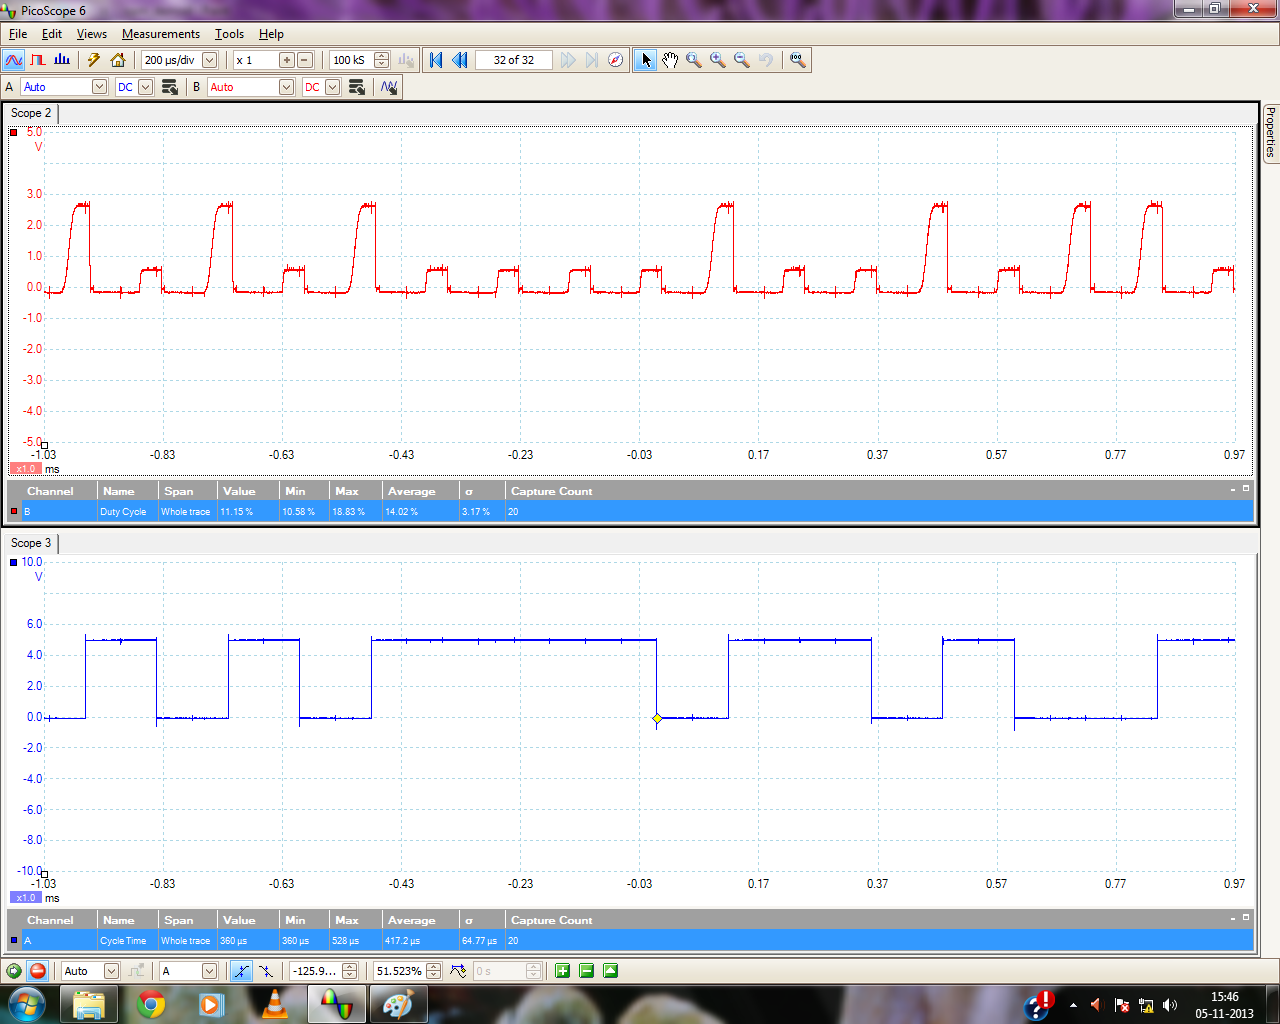 PicoScope 6
File Edit Views Measurements Tools Help
200 µs/div x 1 100 kS 32 of 32
A Auto DC B Auto DC
Scope 2
Properties
5.0
V
3.0
2.0
1.0
0.0
-1.0
-2.0
-3.0
-4.0
-5.0
-1.03 -0.83 -0.63 -0.43 -0.23 -0.03 0.17 0.37 0.57 0.77 0.97
x1.0 ms
Channel Name Span Value Min Max Average σ Capture Count
B Duty Cycle Whole trace 11.15 % 10.58 % 18.83 % 14.02 % 3.17 % 20
Scope 3
10.0
V
6.0
4.0
2.0
0.0
-2.0
-4.0
-6.0
-8.0
-10.0
-1.03 -0.83 -0.63 -0.43 -0.23 -0.03 0.17 0.37 0.57 0.77 0.97
x1.0 ms
Channel Name Span Value Min Max Average σ Capture Count
A Cycle Time Whole trace 360 µs 360 µs 528 µs 417.2 µs 64.77 µs 20
Auto A -125.9... 51.523% 0 s
15:46
05-11-2013